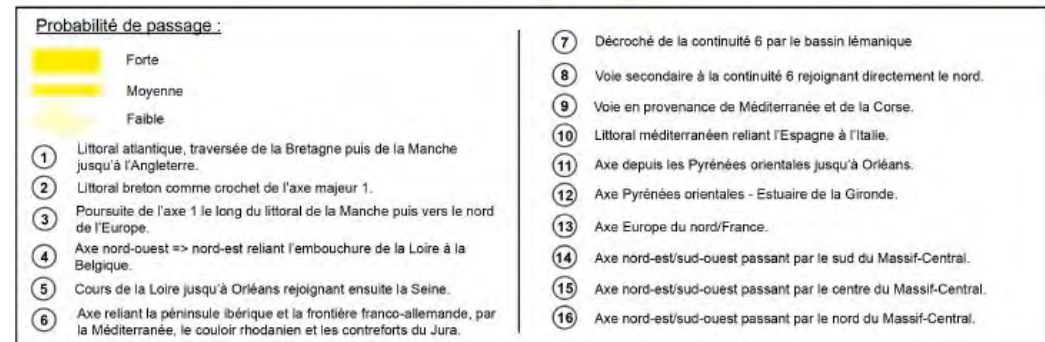 Probabilité de passage :
Forte
Moyenne
Faible
1 Littoral atlantique, traversée de la Bretagne puis de la Manche
jusqu'à l'Angleterre.
2 Littoral breton comme crochet de l'axe majeur 1.
3 Poursuite de l'axe 1 le long du littoral de la Manche puis vers le nord
de l'Europe.
4 Axe nord-ouest => nord-est reliant l'embouchure de la Loire à la
Belgique.
5 Cours de la Loire jusqu'à Orléans rejoignant ensuite la Seine.
6 Axe reliant la péninsule ibérique et la frontière franco-allemande, par
la Méditerranée, le couloir rhodanien et les contreforts du Jura.
7 Décroché de la continuité 6 par le bassin lémanique
8 Voie secondaire à la continuité 6 rejoignant directement le nord.
9 Voie en provenance de Méditerranée et de la Corse.
10 Littoral méditerranéen reliant l'Espagne à l'Italie.
11 Axe depuis les Pyrénées orientales jusqu'à Orléans.
12 Axe Pyrénées orientales - Estuaire de la Gironde.
13 Axe Europe du nord/France.
14 Axe nord-est/sud-ouest passant par le sud du Massif-Central.
15 Axe nord-est/sud-ouest passant par le centre du Massif-Central.
16 Axe nord-est/sud-ouest passant par le nord du Massif-Central.